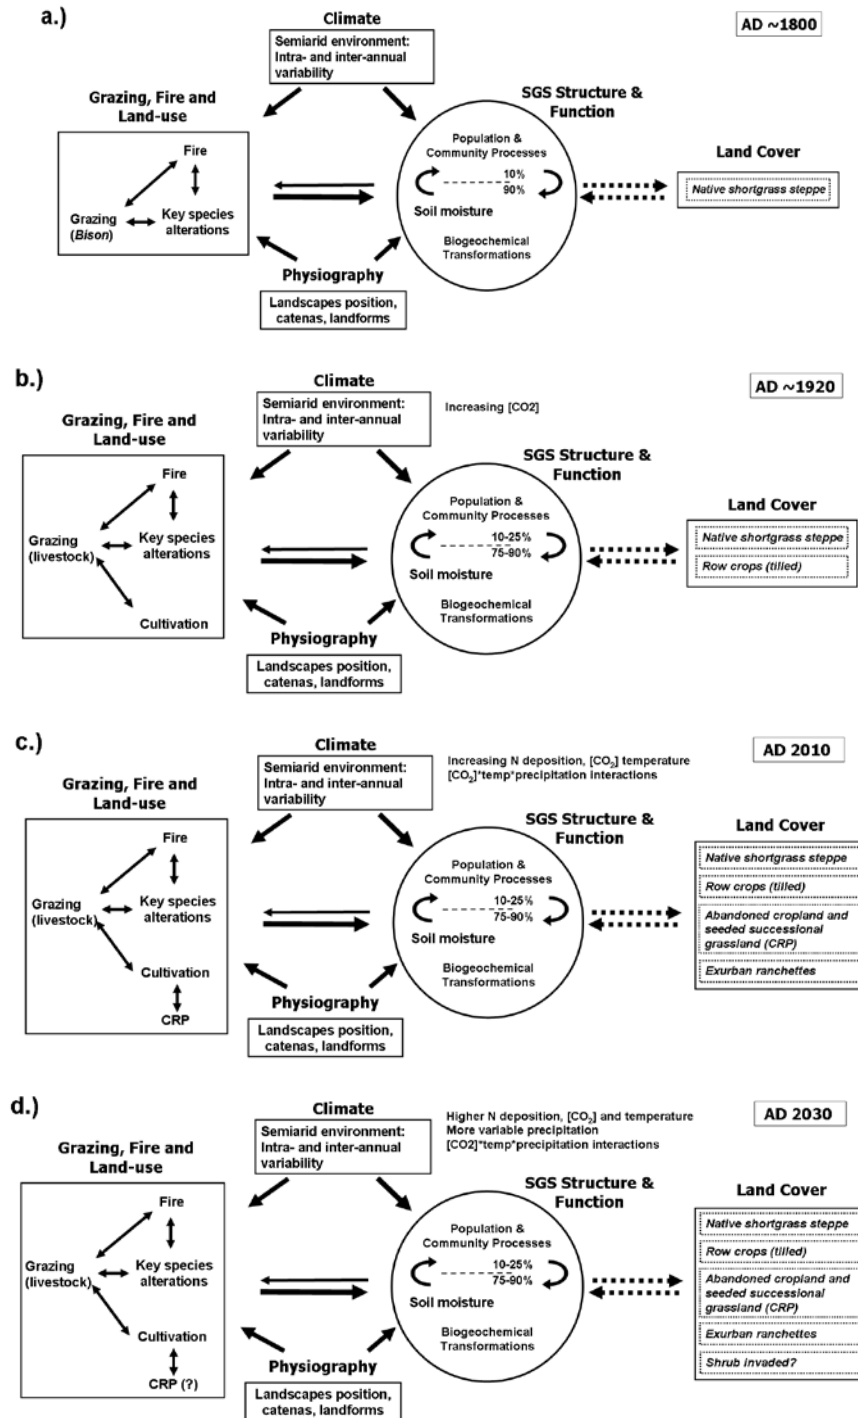 a.)
AD ~1800
Climate
Semiarid environment:
Intra- and inter-annual
variability
Grazing, Fire and
Land-use
Fire
Grazing
(Bison)
Key species
alterations
SGS Structure &
Function
Population &
Community Processes
10%
90%
Soil moisture
Biogeochemical
Transformations
Land Cover
Native shortgrass steppe
Physiography
Landscapes position,
catenas, landforms
b.)
AD ~1920
Climate
Semiarid environment:
Intra- and inter-annual
variability
Increasing [CO2]
Grazing, Fire and
Land-use
Fire
Grazing
(livestock)
Key species
alterations
Cultivation
SGS Structure &
Function
Population &
Community Processes
10-25%
75-90%
Soil moisture
Biogeochemical
Transformations
Land Cover
Native shortgrass steppe
Row crops (tilled)
Physiography
Landscapes position,
catenas, landforms
c.)
AD 2010
Climate
Semiarid environment:
Intra- and inter-annual
variability
Increasing N deposition, [CO₂] temperature
[CO₂]*temp*precipitation interactions
Grazing, Fire and
Land-use
Fire
Grazing
(livestock)
Key species
alterations
Cultivation
CRP
SGS Structure &
Function
Population &
Community Processes
10-25%
75-90%
Soil moisture
Biogeochemical
Transformations
Land Cover
Native shortgrass steppe
Row crops (tilled)
Abandoned cropland and
seeded successional
grassland (CRP)
Exurban ranchettes
Physiography
Landscapes position,
catenas, landforms
d.)
AD 2030
Climate
Semiarid environment:
Intra- and inter-annual
variability
Higher N deposition, [CO₂] and temperature
More variable precipitation
[CO2]*temp*precipitation interactions
Grazing, Fire and
Land-use
Fire
Grazing
(livestock)
Key species
alterations
Cultivation
CRP (?)
SGS Structure &
Function
Population &
Community Processes
10-25%
75-90%
Soil moisture
Biogeochemical
Transformations
Land Cover
Native shortgrass steppe
Row crops (tilled)
Abandoned cropland and
seeded successional
grassland (CRP)
Exurban ranchettes
Shrub invaded?
Physiography
Landscapes position,
catenas, landforms